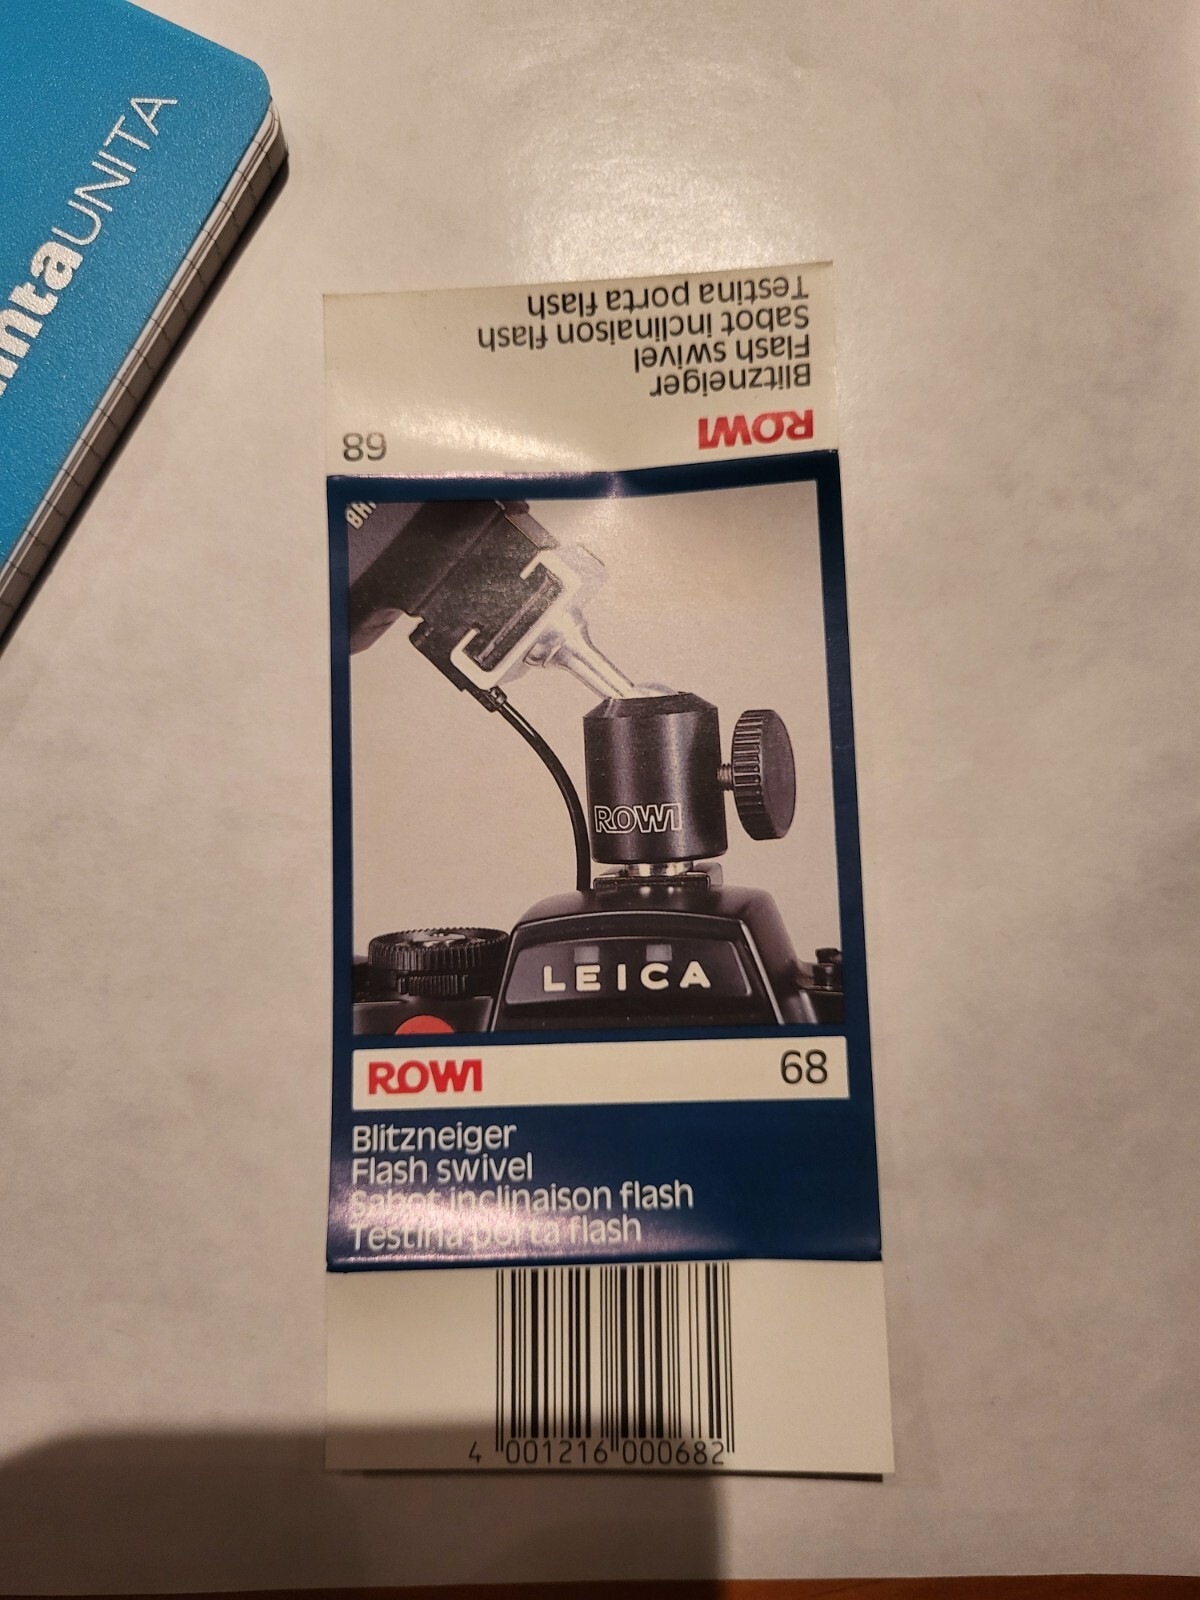 UNITA
Testina porta flash
Sabot inclinaison flash
Flash swivel
Blitzneiger
ROWI
68
ROWI
LEICA
ROWI 68
Blitzneiger
Flash swivel
Sabot inclinaison flash
Testina porta flash
4 001216 000682